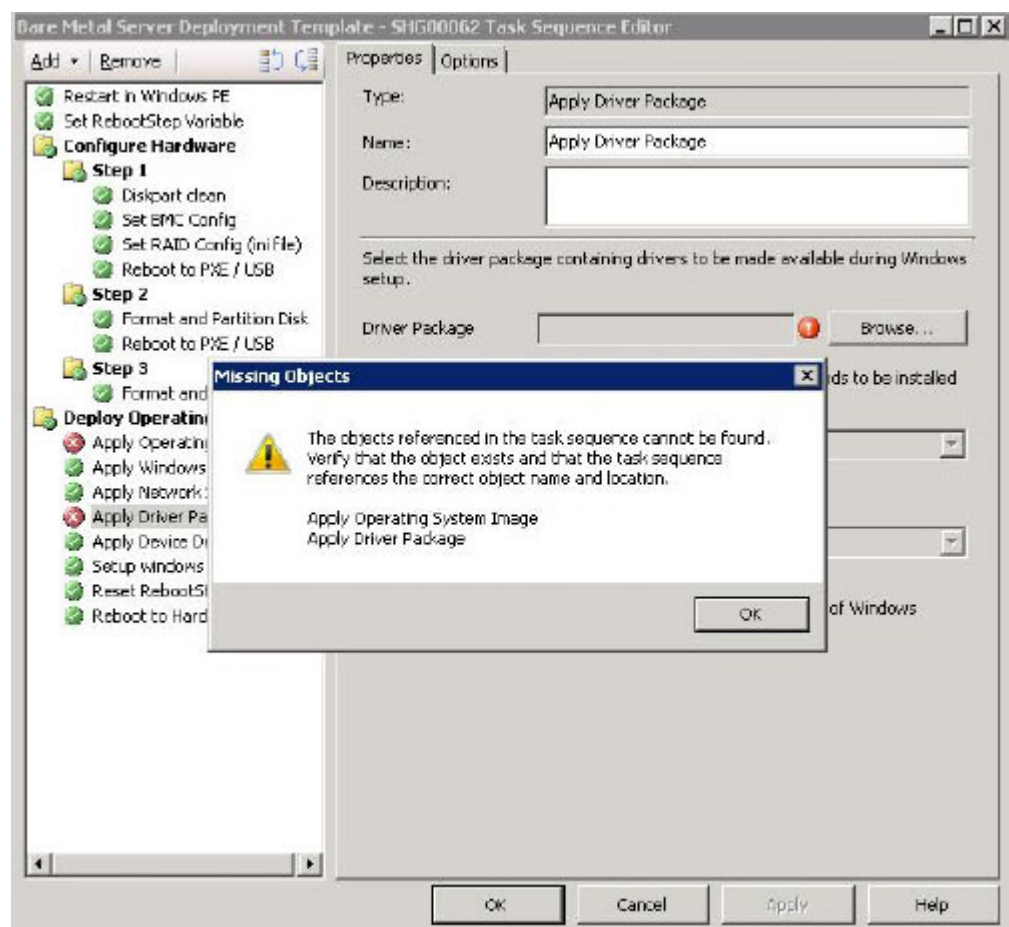 Bare Metal Server Deployment Template - SHG00062 Task Sequence Editor
Add
Remove
Properties
Options
Restart in Windows PE
Set RebootStep Variable
Configure Hardware
Step 1
Diskpart clean
Set BMC Config
Set RAID Config (ini file)
Reboot to PXE / USB
Step 2
Format and Partition Disk
Reboot to PXE / USB
Step 3
Format and
Deploy Operatin
Apply Operatin
Apply Windows
Apply Network
Apply Driver Pa
Apply Device Dr
Setup windows
Reset RebootSt
Reboot to Hard
Type:
Apply Driver Package
Name:
Apply Driver Package
Description:
Select the driver package containing drivers to be made available during Windows
setup.
Driver Package
Browse...
ids to be installed
of Windows
Missing Objects
The objects referenced in the task sequence cannot be found.
Verify that the object exists and that the task sequence
references the correct object name and location.
Apply Operating System Image
Apply Driver Package
OK
OK
Cancel
Apply
Help